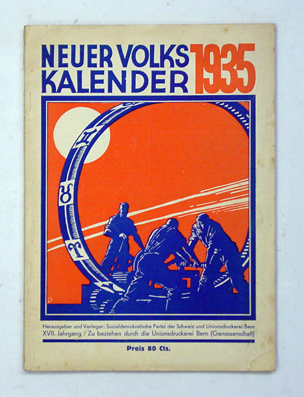 NEUER VOLKS
KALENDER 1935
♉
♈
Herausgeber und Verleger: Sozialdemokratische Partei der Schweiz und Unionsdruckerei Bern
XVII. Jahrgang / Zu beziehen durch die Unionsdruckerei Bern (Genossenschaft)
Preis 80 Cts.